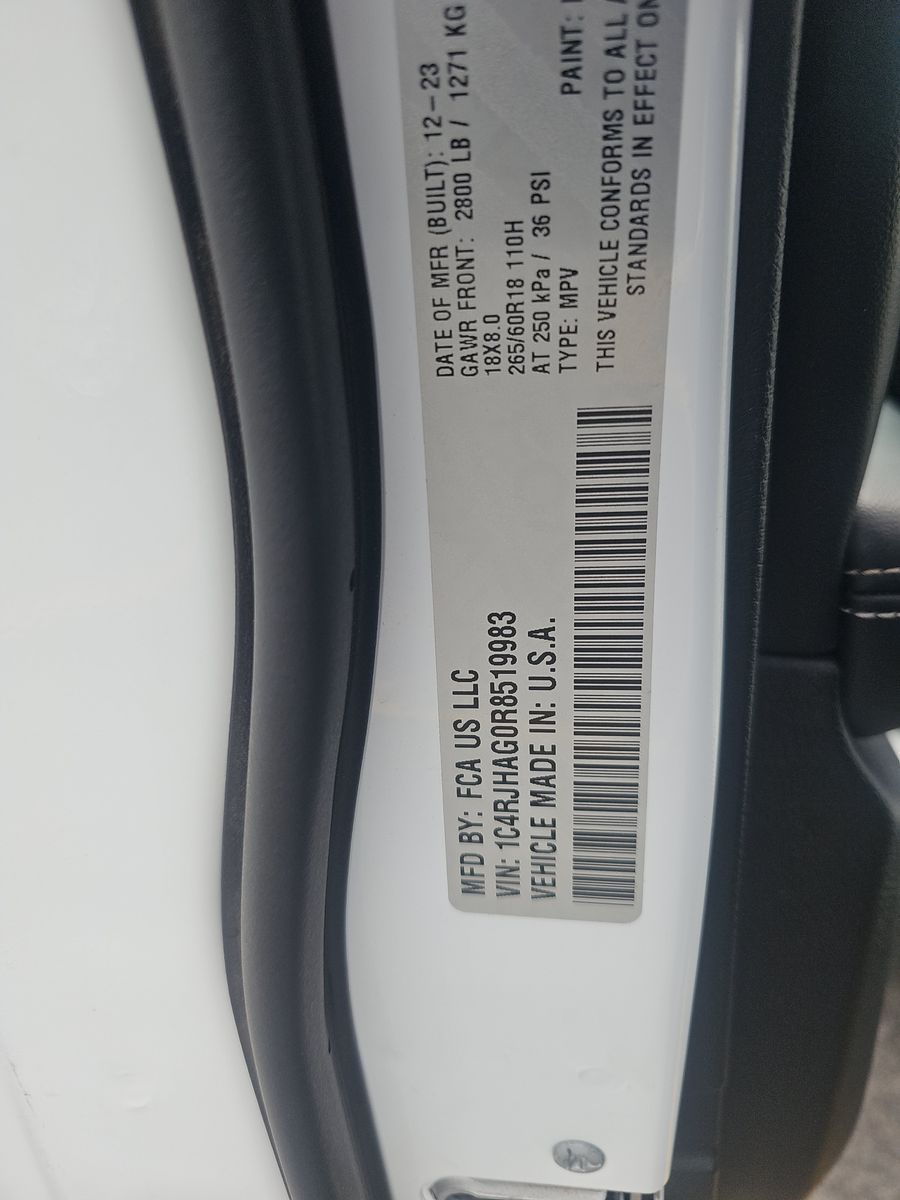 MFD BY: FCA US LLC
VIN: 1C4RJHAG0R8519983
VEHICLE MADE IN: U.S.A.
DATE OF MFR (BUILT): 12-23
GAWR FRONT: 2800 LB / 1271 KG
18X8.0
265/60R18 110H
AT 250 kPa / 36 PSI
TYPE: MPV PAINT:
THIS VEHICLE CONFORMS TO ALL
STANDARDS IN EFFECT ON